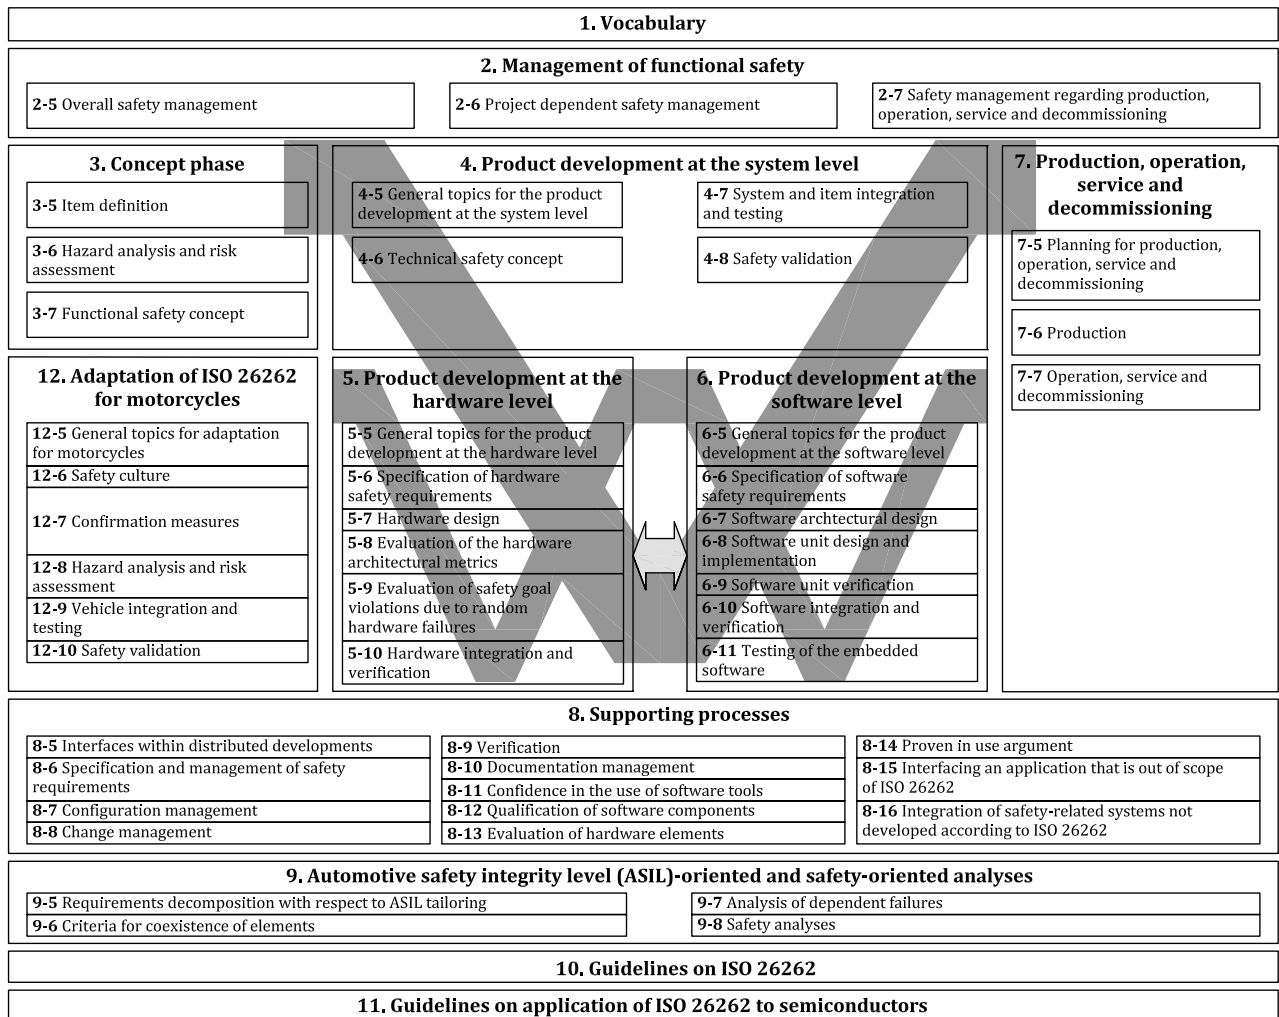 1. Vocabulary
2. Management of functional safety
2-5 Overall safety management
2-6 Project dependent safety management
2-7 Safety management regarding production,
operation, service and decommissioning
3. Concept phase
3-5 Item definition
3-6 Hazard analysis and risk
assessment
3-7 Functional safety concept
4. Product development at the system level
4-5 General topics for the product
development at the system level
4-6 Technical safety concept
4-7 System and item integration
and testing
4-8 Safety validation
7. Production, operation,
service and
decommissioning
7-5 Planning for production,
operation, service and
decommissioning
7-6 Production
7-7 Operation, service and
decommissioning
12. Adaptation of ISO 26262
for motorcycles
12-5 General topics for adaptation
for motorcycles
12-6 Safety culture
12-7 Confirmation measures
12-8 Hazard analysis and risk
assessment
12-9 Vehicle integration and
testing
12-10 Safety validation
5. Product development at the
hardware level
5-5 General topics for the product
development at the hardware level
5-6 Specification of hardware
safety requirements
5-7 Hardware design
5-8 Evaluation of the hardware
architectural metrics
5-9 Evaluation of safety goal
violations due to random
hardware failures
5-10 Hardware integration and
verification
6. Product development at the
software level
6-5 General topics for the product
development at the software level
6-6 Specification of software
safety requirements
6-7 Software archtectural design
6-8 Software unit design and
implementation
6-9 Software unit verification
6-10 Software integration and
verification
6-11 Testing of the embedded
software
8. Supporting processes
8-5 Interfaces within distributed developments
8-6 Specification and management of safety
requirements
8-7 Configuration management
8-8 Change management
8-9 Verification
8-10 Documentation management
8-11 Confidence in the use of software tools
8-12 Qualification of software components
8-13 Evaluation of hardware elements
8-14 Proven in use argument
8-15 Interfacing an application that is out of scope
of ISO 26262
8-16 Integration of safety-related systems not
developed according to ISO 26262
9. Automotive safety integrity level (ASIL)-oriented and safety-oriented analyses
9-5 Requirements decomposition with respect to ASIL tailoring
9-6 Criteria for coexistence of elements
9-7 Analysis of dependent failures
9-8 Safety analyses
10. Guidelines on ISO 26262
11. Guidelines on application of ISO 26262 to semiconductors